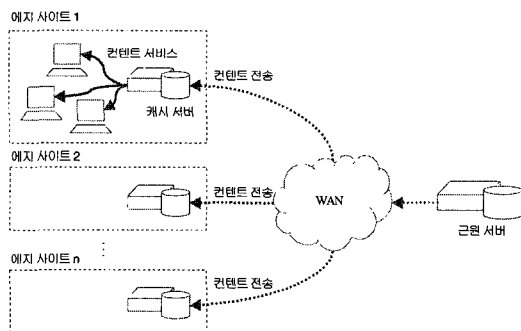 에지 사이트 1
컨텐트 서비스
컨텐트 전송
캐시 서버
에지 사이트 2
컨텐트 전송
WAN
근원 서버
에지 사이트 n
컨텐트 전송